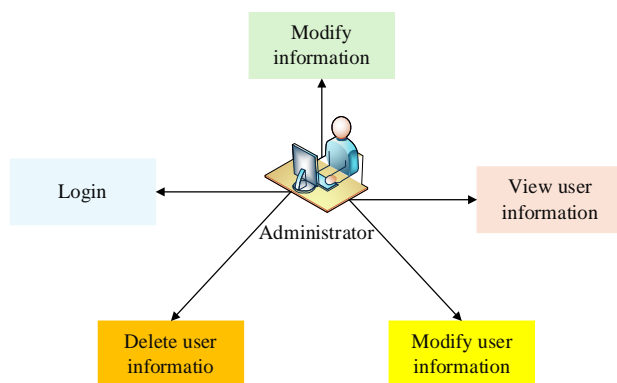 Modify
information
Login
View user
information
Administrator
Delete user
informatio
Modify user
information